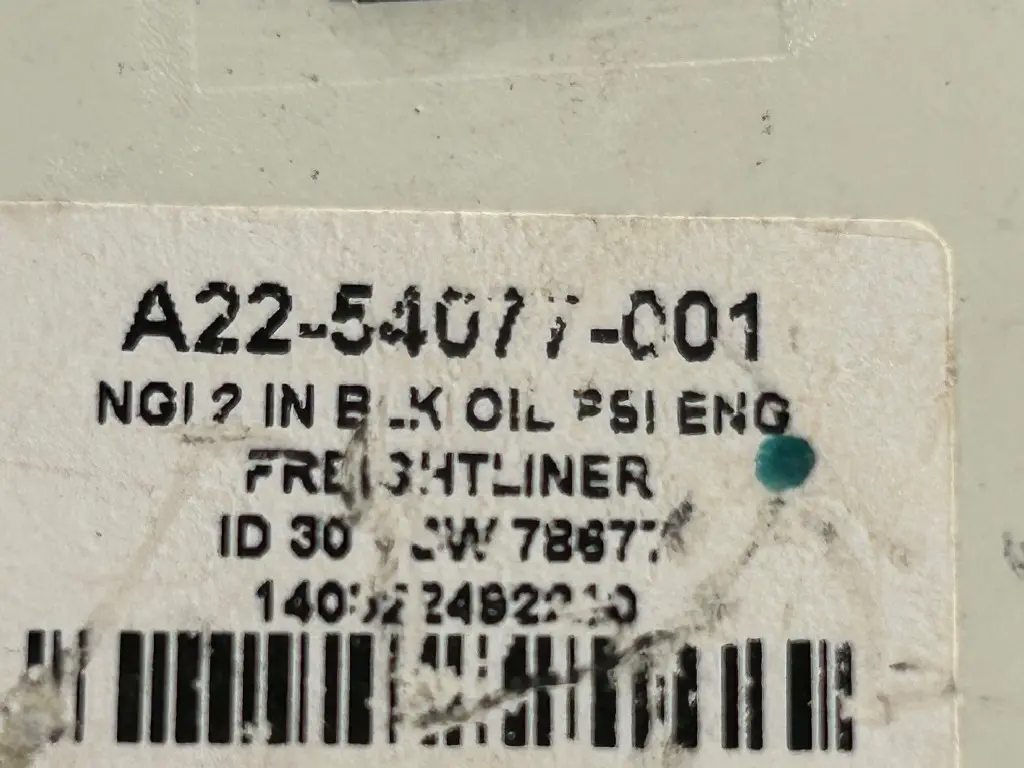 A22-54077-001
NGI 2 IN BLK OIL PSI ENG
FREIGHTLINER
ID 30